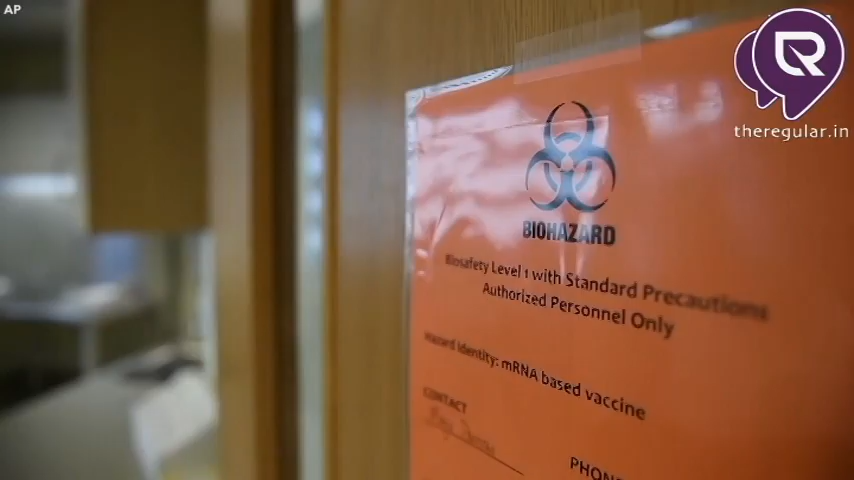 AP
theregular.in
BIOHAZARD
Biosafety Level 1 with Standard Precautions
Authorized Personnel Only
Hazard Identity: mRNA based vaccine
CONTACT
PHON